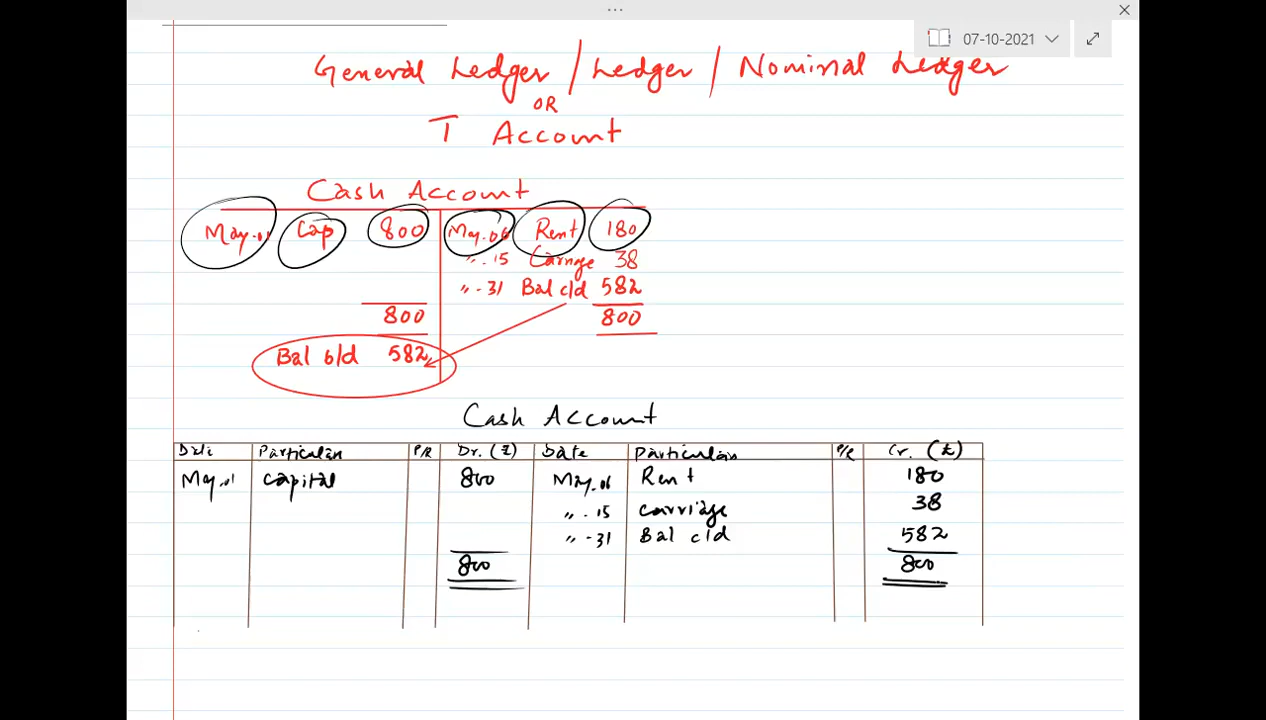 07-10-2021
General Ledger / Ledger / Nominal Ledger
OR
T Account
Cash Account
May.01 Cap 800 May.06 Rent 180
〃.15 Carriage 38
〃-31 Bal c/d 582
800 800
Bal b/d 582
Cash Account
Date Particulars P/R Dr. (£) Date Particulars P/R Cr. (£)
May.01 Capital 800 May.06 Rent 180
〃.15 Carriage 38
〃-31 Bal c/d 582
800 800